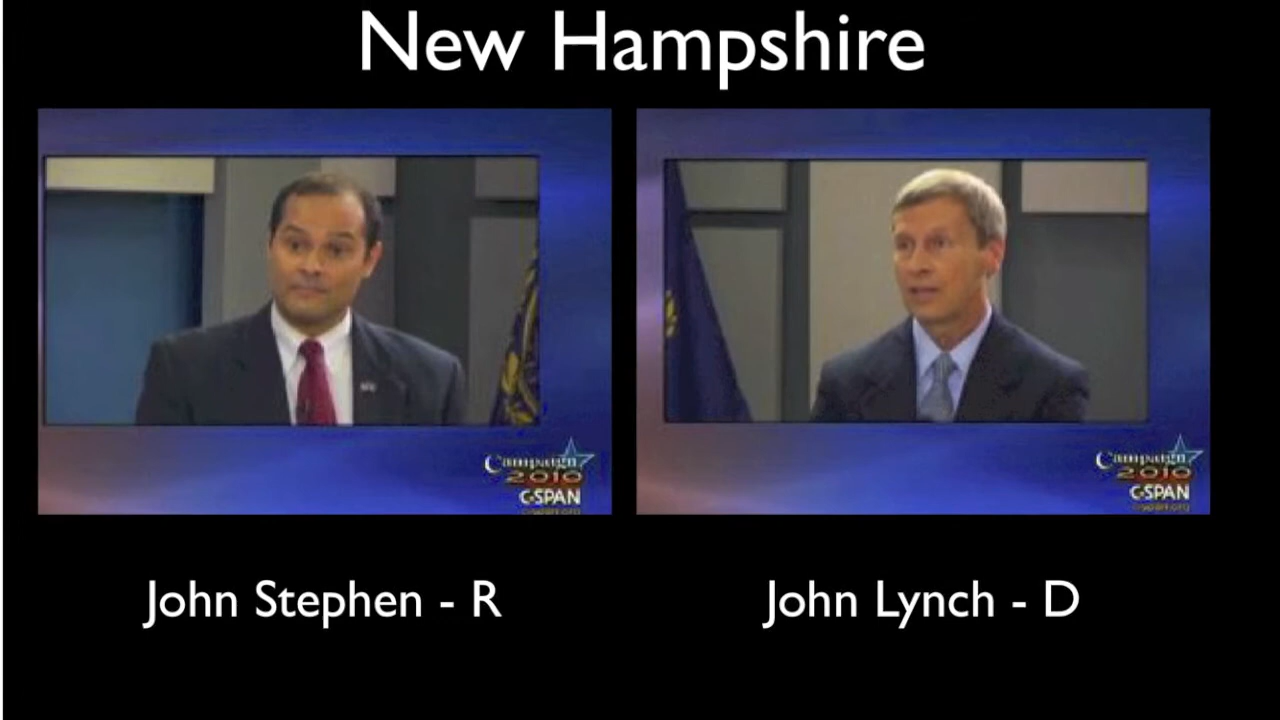 New Hampshire
Campaign
2010
C-SPAN
Campaign
2010
C-SPAN
John Stephen - R
John Lynch - D